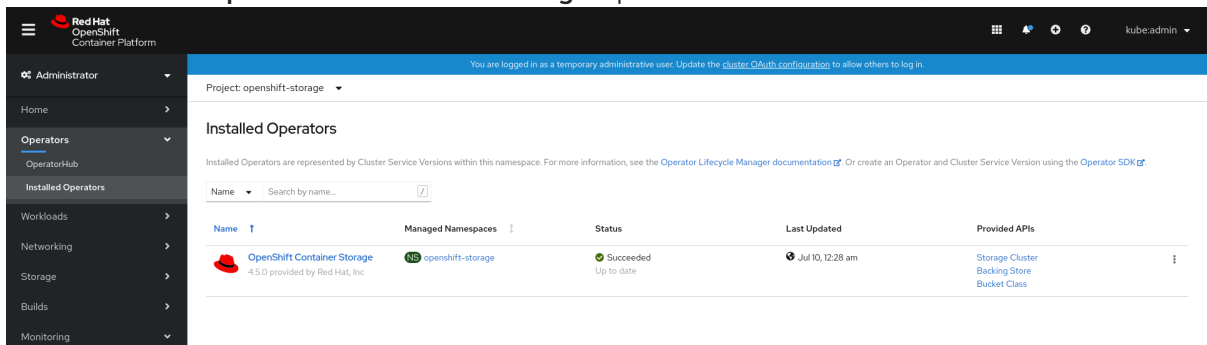 Red Hat
OpenShift
Container Platform
kube:admin
Administrator
You are logged in as a temporary administrative user. Update the cluster OAuth configuration to allow others to log in.
Project: openshift-storage
Home
Operators
OperatorHub
Installed Operators
Workloads
Networking
Storage
Builds
Monitoring
Installed Operators
Installed Operators are represented by Cluster Service Versions within this namespace. For more information, see the Operator Lifecycle Manager documentation. Or create an Operator and Cluster Service Version using the Operator SDK.
Name Search by name... /
Name Managed Namespaces Status Last Updated Provided APIs
OpenShift Container Storage
4.5.0 provided by Red Hat, Inc
NS openshift-storage
Succeeded
Up to date
Jul 10, 12:28 am
Storage Cluster
Backing Store
Bucket Class